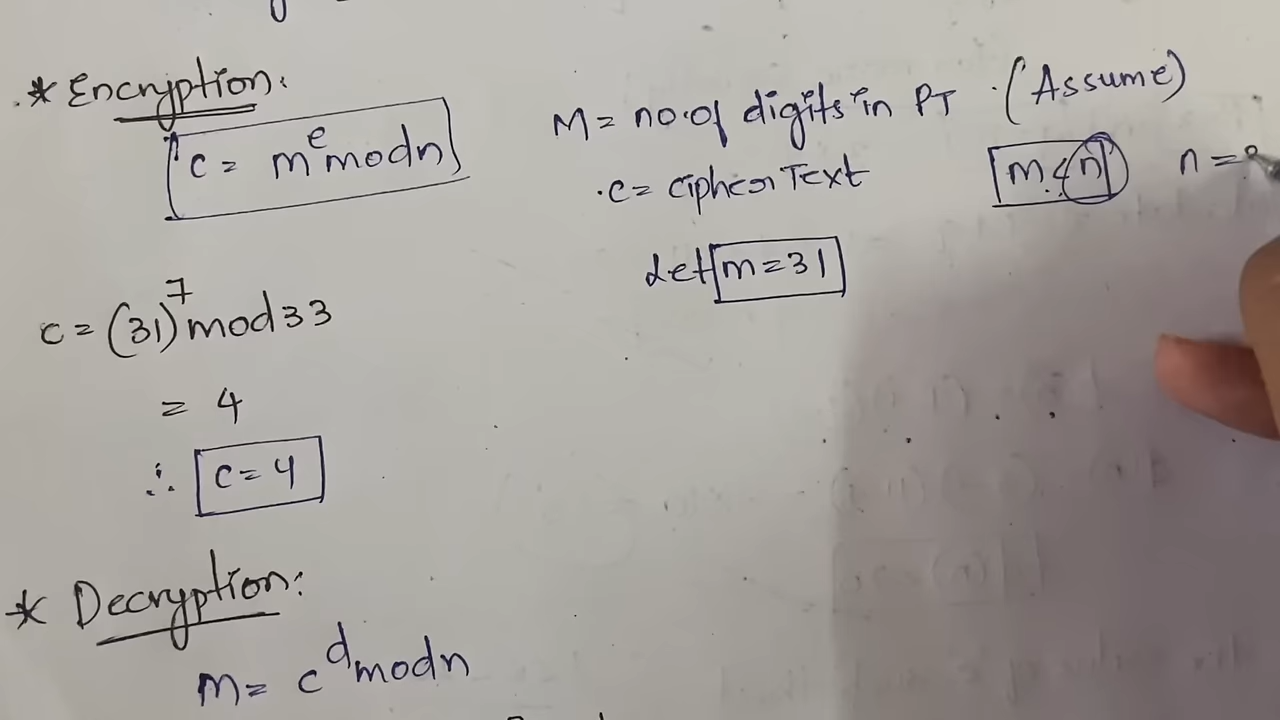 * Encryption:
c = m^e mod n
M = no. of digits in PT . (Assume)
. c = cipher Text
m < n
n =
let m = 31
c = (31)^7 mod 33
= 4
∴ c = 4
* Decryption:
M = c^d mod n